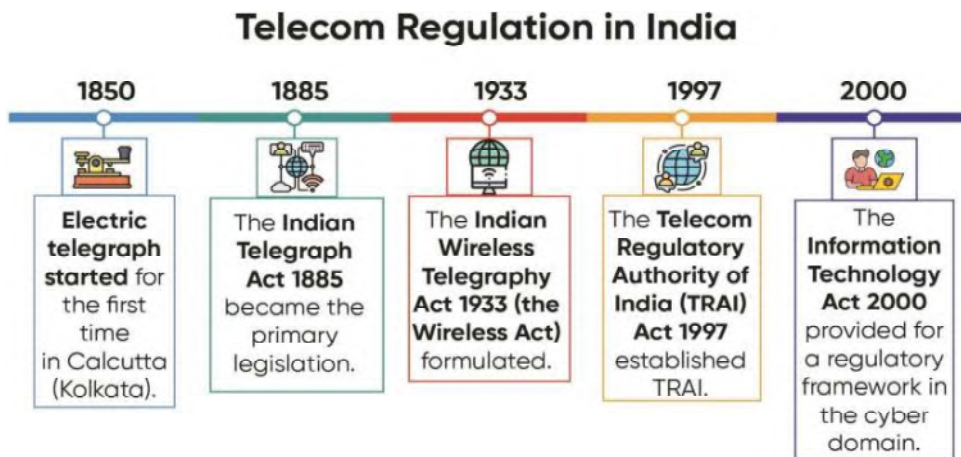 Telecom Regulation in India
1850
1885
1933
1997
2000
Electric
telegraph
started for
the first
time
in Calcutta
(Kolkata).
The Indian
Telegraph
Act 1885
became the
primary
legislation.
The Indian
Wireless
Telegraphy
Act 1933 (the
Wireless Act)
formulated.
The Telecom
Regulatory
Authority of
India (TRAI)
Act 1997
established
TRAI.
The
Information
Technology
Act 2000
provided for
a regulatory
framework in
the cyber
domain.